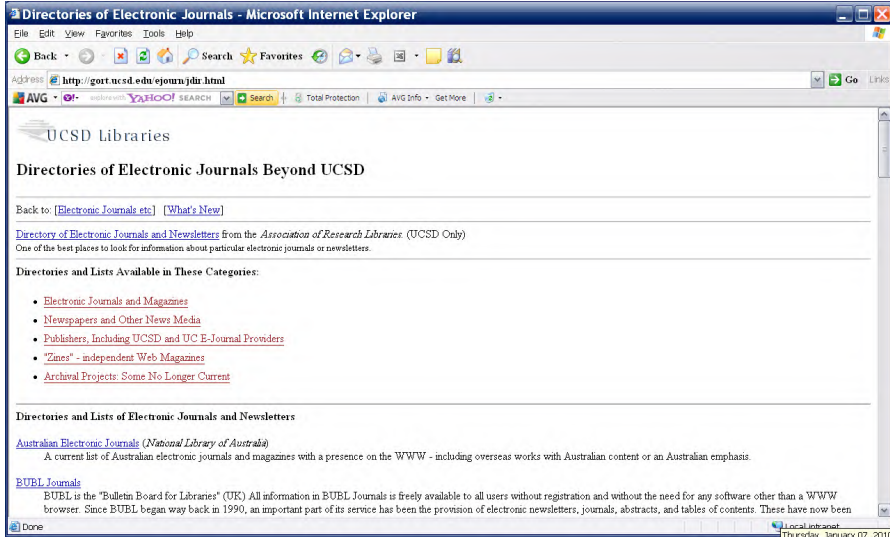 Directories of Electronic Journals - Microsoft Internet Explorer
File Edit View Favorites Tools Help
Back Search Favorites
Address http://gort.ucsd.edu/ejourn/jdir.html Go Links
AVG YAHOO! SEARCH Search Total Protection AVG Info Get More
UCSD Libraries
Directories of Electronic Journals Beyond UCSD
Back to: [Electronic Journals etc] [What's New]
Directory of Electronic Journals and Newsletters from the Association of Research Libraries. (UCSD Only)
One of the best places to look for information about particular electronic journals or newsletters.
Directories and Lists Available in These Categories:
• Electronic Journals and Magazines
• Newspapers and Other News Media
• Publishers, Including UCSD and UC E-Journal Providers
• "Zines" - independent Web Magazines
• Archival Projects: Some No Longer Current
Directories and Lists of Electronic Journals and Newsletters
Australian Electronic Journals (National Library of Australia)
A current list of Australian electronic journals and magazines with a presence on the WWW - including overseas works with Australian content or an Australian emphasis.
BUBL Journals
BUBL is the "Bulletin Board for Libraries" (UK) All information in BUBL Journals is freely available to all users without registration and without the need for any software other than a WWW
browser. Since BUBL began way back in 1990, an important part of its service has been the provision of electronic newsletters, journals, abstracts, and tables of contents. These have now been
Done Local intranet
Thursday, January 07, 2010